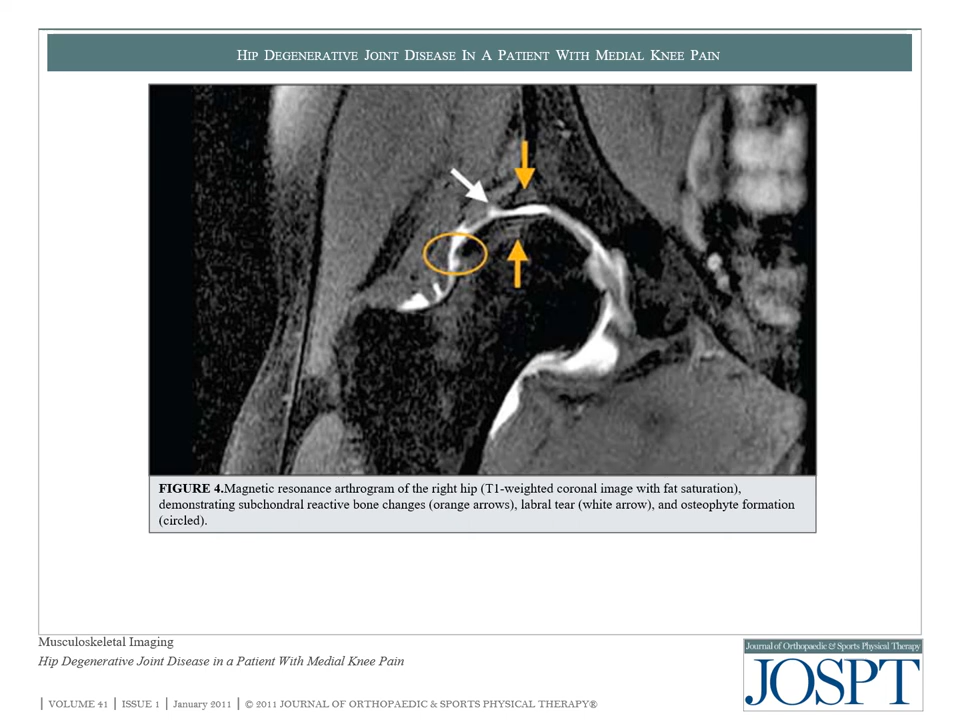 Hip Degenerative Joint Disease In A Patient With Medial Knee Pain
FIGURE 4.Magnetic resonance arthrogram of the right hip (T1-weighted coronal image with fat saturation),
demonstrating subchondral reactive bone changes (orange arrows), labral tear (white arrow), and osteophyte formation
(circled).
Musculoskeletal Imaging
Hip Degenerative Joint Disease in a Patient With Medial Knee Pain
| VOLUME 41 | ISSUE 1 | January 2011 | © 2011 JOURNAL OF ORTHOPAEDIC & SPORTS PHYSICAL THERAPY®
Journal of Orthopaedic & Sports Physical Therapy
JOSPT